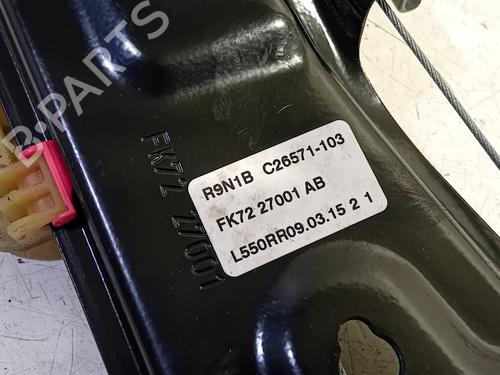 B-PARTS
FK72 27001
R9N1B C26571-103
FK72 27001 AB
L550RR09.03.15 2 1